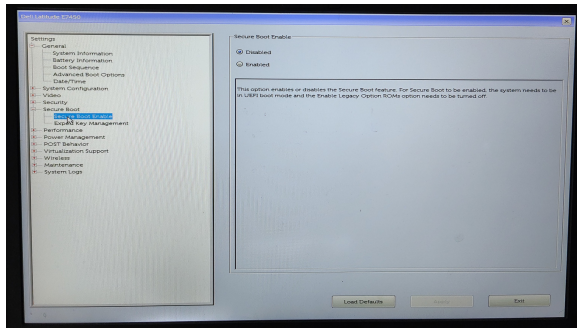 Dell Latitude E7450
Settings
General
System Information
Battery Information
Boot Sequence
Advanced Boot Options
Date/Time
System Configuration
Video
Security
Secure Boot
Secure Boot Enable
Expert Key Management
Performance
Power Management
POST Behavior
Virtualization Support
Wireless
Maintenance
System Logs
Secure Boot Enable
Disabled
Enabled
This option enables or disables the Secure Boot feature. For Secure Boot to be enabled, the system needs to be
in UEFI boot mode and the Enable Legacy Option ROMs option needs to be turned off.
Load Defaults
Exit